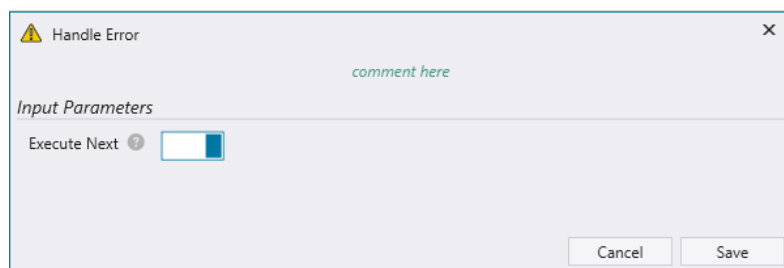 Handle Error
comment here
Input Parameters
Execute Next
Cancel Save